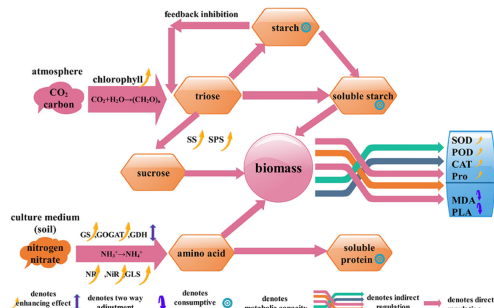 feedback inhibition
starch
atmosphere
chlorophyll
CO₂
carbon
CO₂+H₂O→(CH₂O)ₙ
triose
soluble starch
SS SPS
sucrose
biomass
SOD
POD
CAT
Pro
MDA
PLA
culture medium
(soil)
GS ,GOGAT ,GDH
nitrogen
nitrate
NH₃⁺→NH₄⁺
amino acid
soluble
protein
NR ,NiR GLS
denotes
enhancing effect
denotes two way
adjustment
denotes
consumptive
denotes
metabolic capacity
denotes indirect
regulation
denotes direct